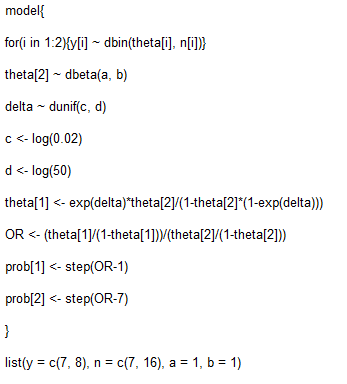 model{
for(i in 1:2){y[i] ~ dbin(theta[i], n[i])}
theta[2] ~ dbeta(a, b)
delta ~ dunif(c, d)
c <- log(0.02)
d <- log(50)
theta[1] <- exp(delta)*theta[2]/(1-theta[2]*(1-exp(delta)))
OR <- (theta[1]/(1-theta[1]))/(theta[2]/(1-theta[2]))
prob[1] <- step(OR-1)
prob[2] <- step(OR-7)
}
list(y = c(7, 8), n = c(7, 16), a = 1, b = 1)